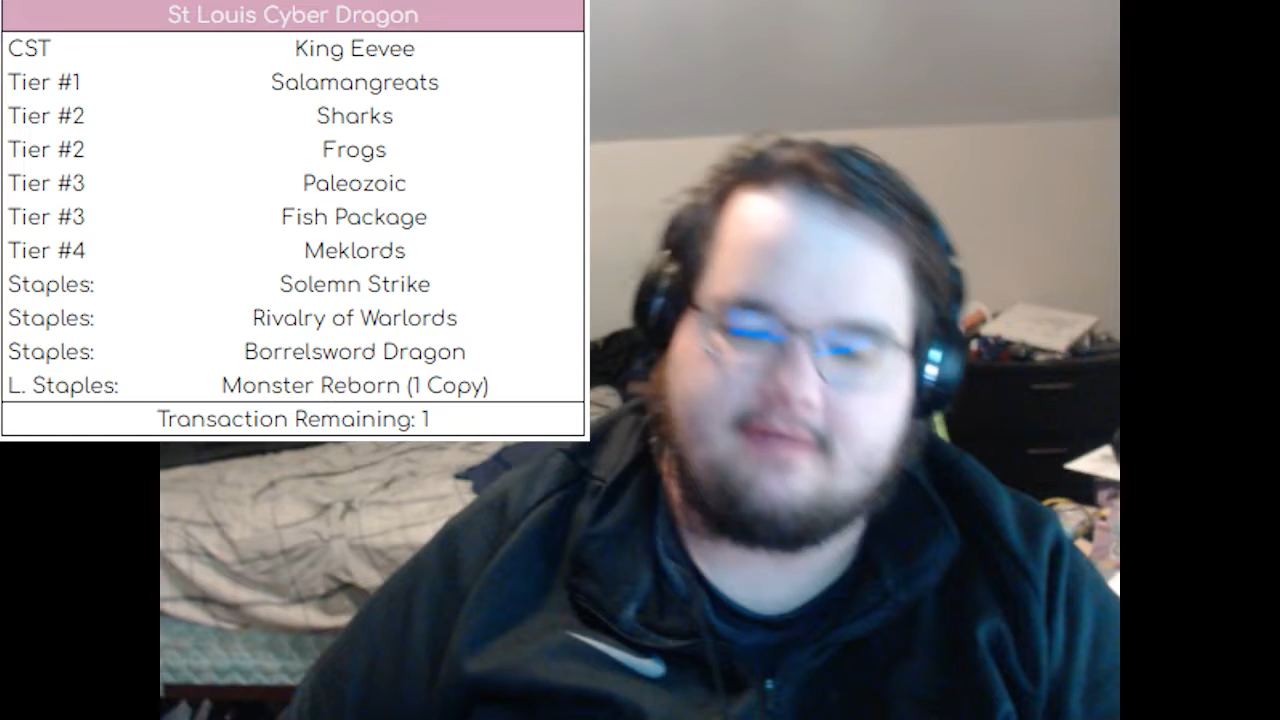 St Louis Cyber Dragon
CST King Eevee
Tier #1 Salamangreats
Tier #2 Sharks
Tier #2 Frogs
Tier #3 Paleozoic
Tier #3 Fish Package
Tier #4 Meklords
Staples: Solemn Strike
Staples: Rivalry of Warlords
Staples: Borrelsword Dragon
L. Staples: Monster Reborn (1 Copy)
Transaction Remaining: 1